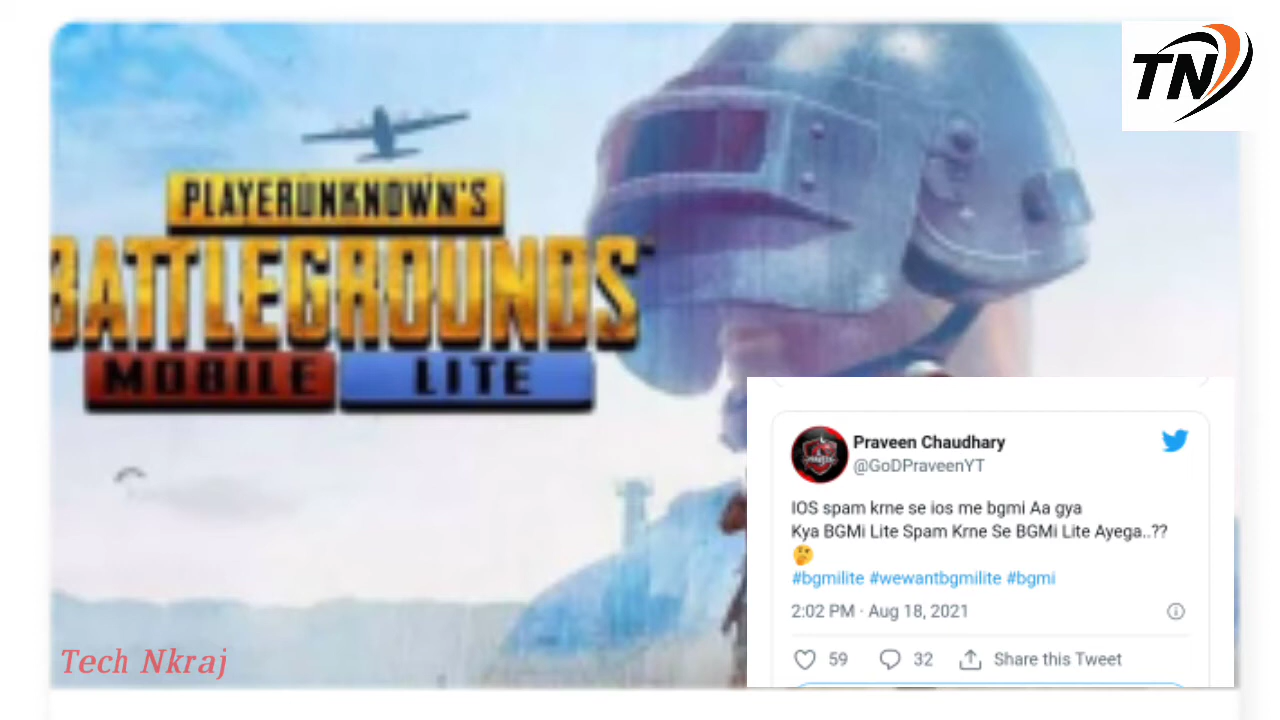 TN
PLAYERUNKNOWN'S
BATTLEGROUNDS
MOBILE LITE
Praveen Chaudhary
@GoDPraveenYT
IOS spam krne se ios me bgmi Aa gya
Kya BGMi Lite Spam Krne Se BGMi Lite Ayega..??
🤔
#bgmilite #wewantbgmilite #bgmi
2:02 PM · Aug 18, 2021
59 32 Share this Tweet
Tech Nkraj